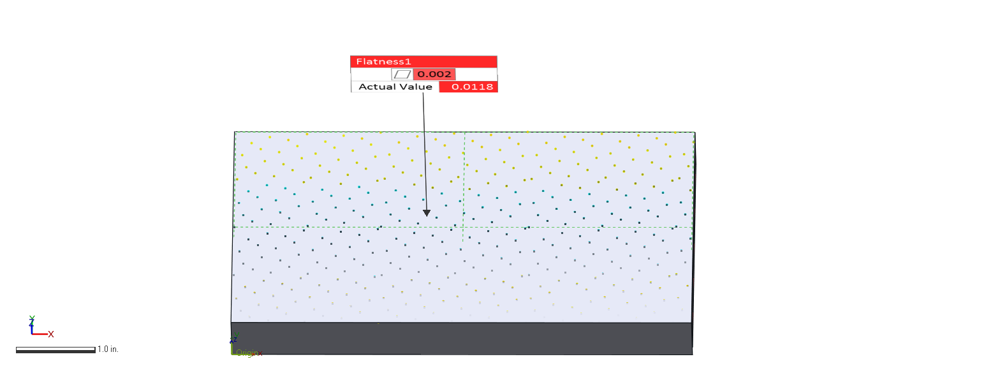 Flatness1
0.002
Actual Value 0.0118
Y
Z
X
1.0 in.
Y
Z
Origin
X